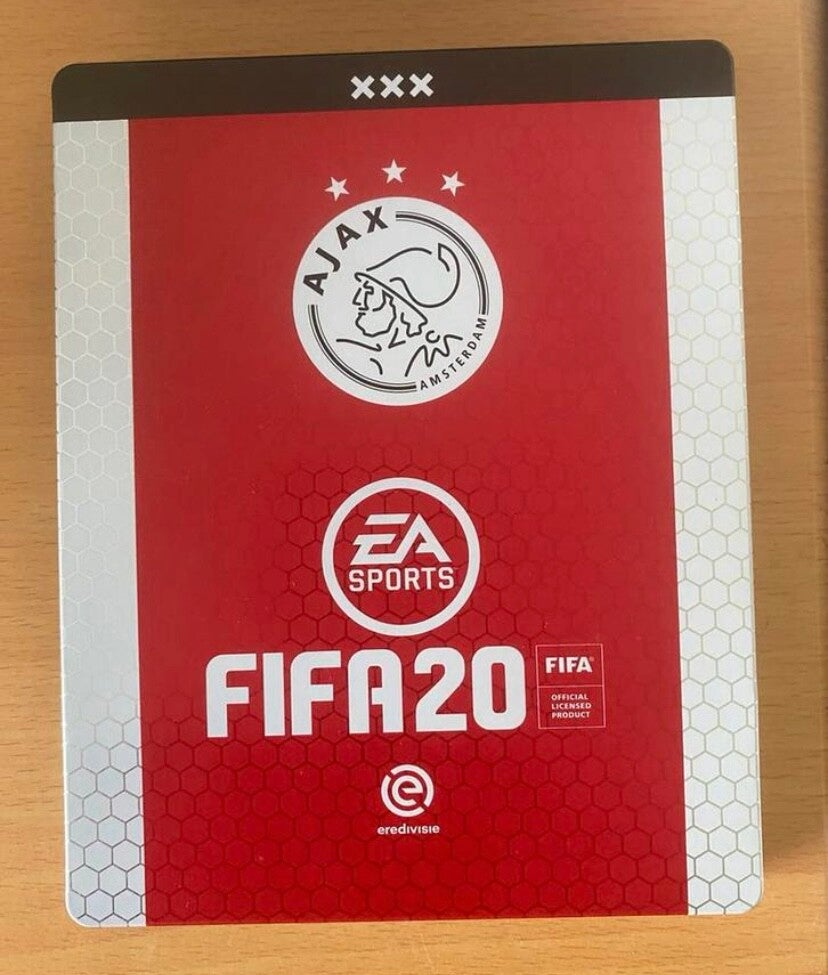 XXX
AJAX
AMSTERDAM
EA
SPORTS
FIFA20
FIFA
OFFICIAL
LICENSED
PRODUCT
eredivisie